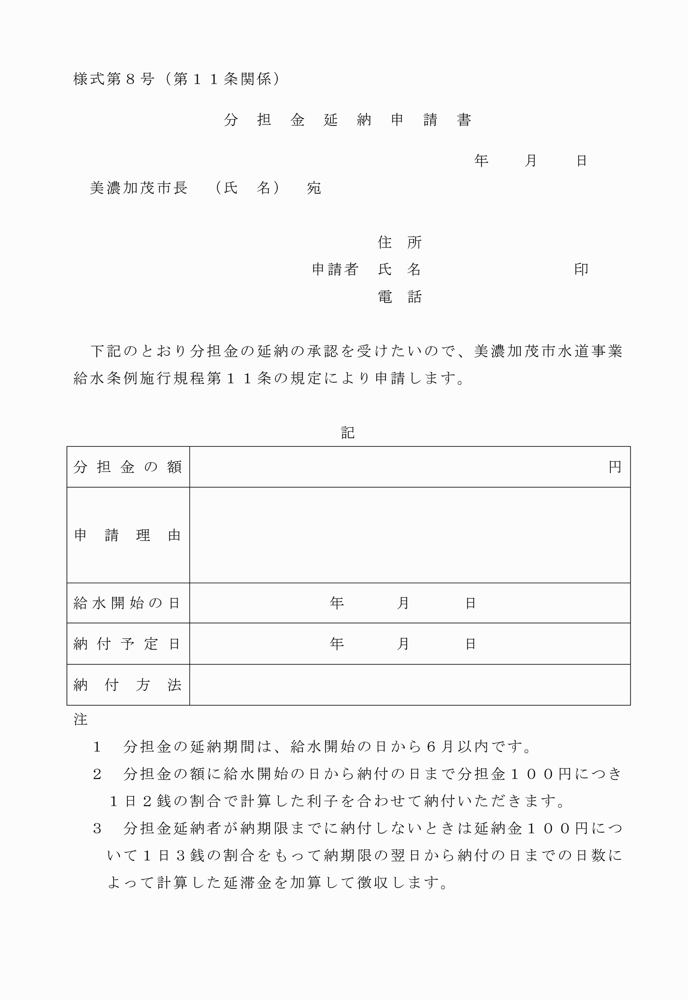 様式第８号（第１１条関係）
分　担　金　延　納　申　請　書
年　　月　　日
美濃加茂市長　（氏　名）　宛
住　所
申請者　氏　名　　　　　　　　　印
電　話
下記のとおり分担金の延納の承認を受けたいので、美濃加茂市水道事業
給水条例施行規程第１１条の規定により申請します。
記
分担金の額　　　　　　　　　　円
申請理由
給水開始の日　　　　　年　　　月　　　日
納付予定日　　　　　年　　　月　　　日
納付方法
注
１　分担金の延納期間は、給水開始の日から６月以内です。
２　分担金の額に給水開始の日から納付の日まで分担金１００円につき
１日２銭の割合で計算した利子を合わせて納付いただきます。
３　分担金延納者が納期限までに納付しないときは延納金１００円につ
いて１日３銭の割合をもって納期限の翌日から納付の日までの日数に
よって計算した延滞金を加算して徴収します。